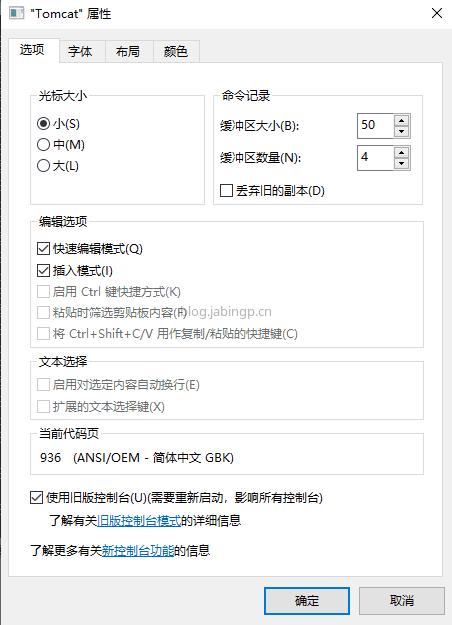 "Tomcat" 属性
选项 字体 布局 颜色
光标大小
小(S)
中(M)
大(L)
命令记录
缓冲区大小(B): 50
缓冲区数量(N): 4
丢弃旧的副本(D)
编辑选项
快速编辑模式(Q)
插入模式(I)
启用 Ctrl 键快捷方式(K)
粘贴时筛选剪贴板内容(F)
blog.jabingp.cn
将 Ctrl+Shift+C/V 用作复制/粘贴的快捷键(C)
文本选择
启用对选定内容自动换行(E)
扩展的文本选择键(X)
当前代码页
936 (ANSI/OEM - 简体中文 GBK)
使用旧版控制台(U)(需要重新启动，影响所有控制台)
了解有关旧版控制台模式的详细信息
了解更多有关新控制台功能的信息
确定 取消